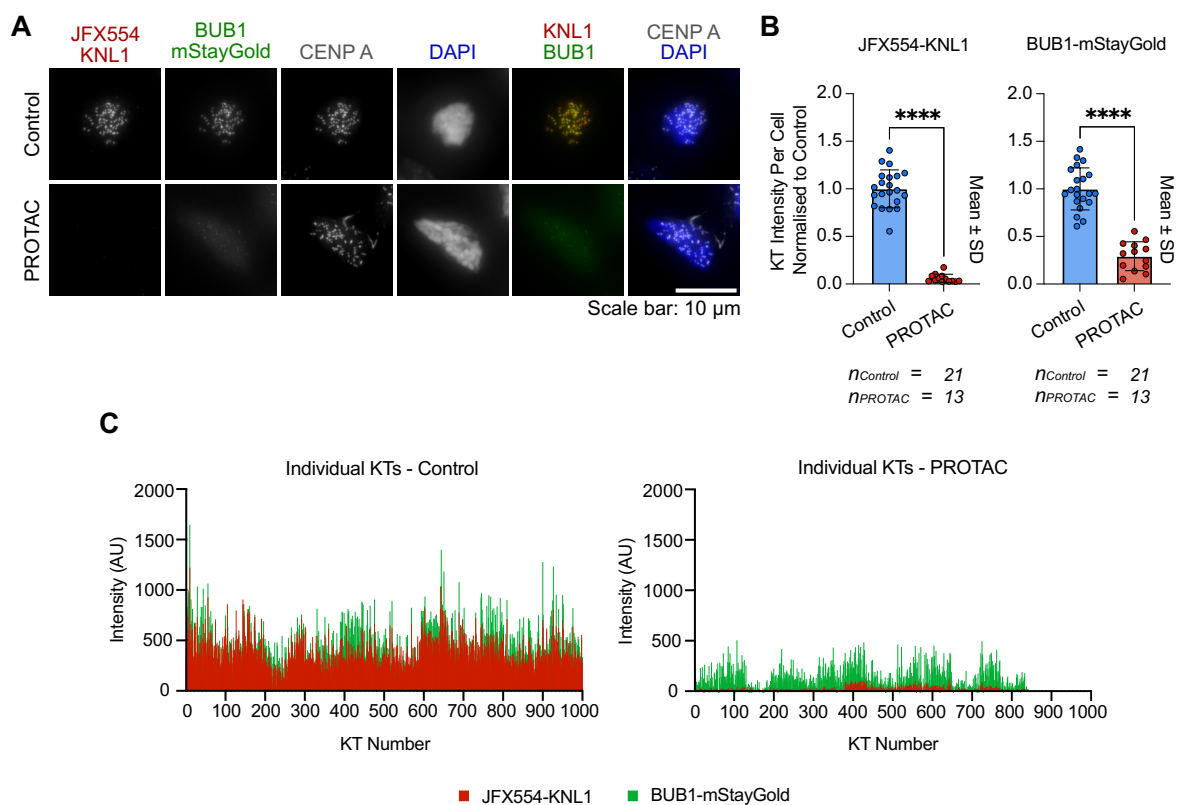 A
JFX554
KNL1
BUB1
mStayGold
CENP A
DAPI
KNL1
BUB1
CENP A
DAPI
Control
PROTAC
Scale bar: 10 µm
B
JFX554-KNL1
KT Intensity Per Cell
Normalised to Control
2.0
1.5
1.0
0.5
0.0
****
Mean ± SD
Control
PROTAC
nControl = 21
nPROTAC = 13
BUB1-mStayGold
2.0
1.5
1.0
0.5
0.0
****
Mean ± SD
Control
PROTAC
nControl = 21
nPROTAC = 13
C
Individual KTs - Control
Intensity (AU)
2000
1500
1000
500
0
0 100 200 300 400 500 600 700 800 900 1000
KT Number
Individual KTs - PROTAC
Intensity (AU)
2000
1500
1000
500
0
0 100 200 300 400 500 600 700 800 900 1000
KT Number
JFX554-KNL1 BUB1-mStayGold